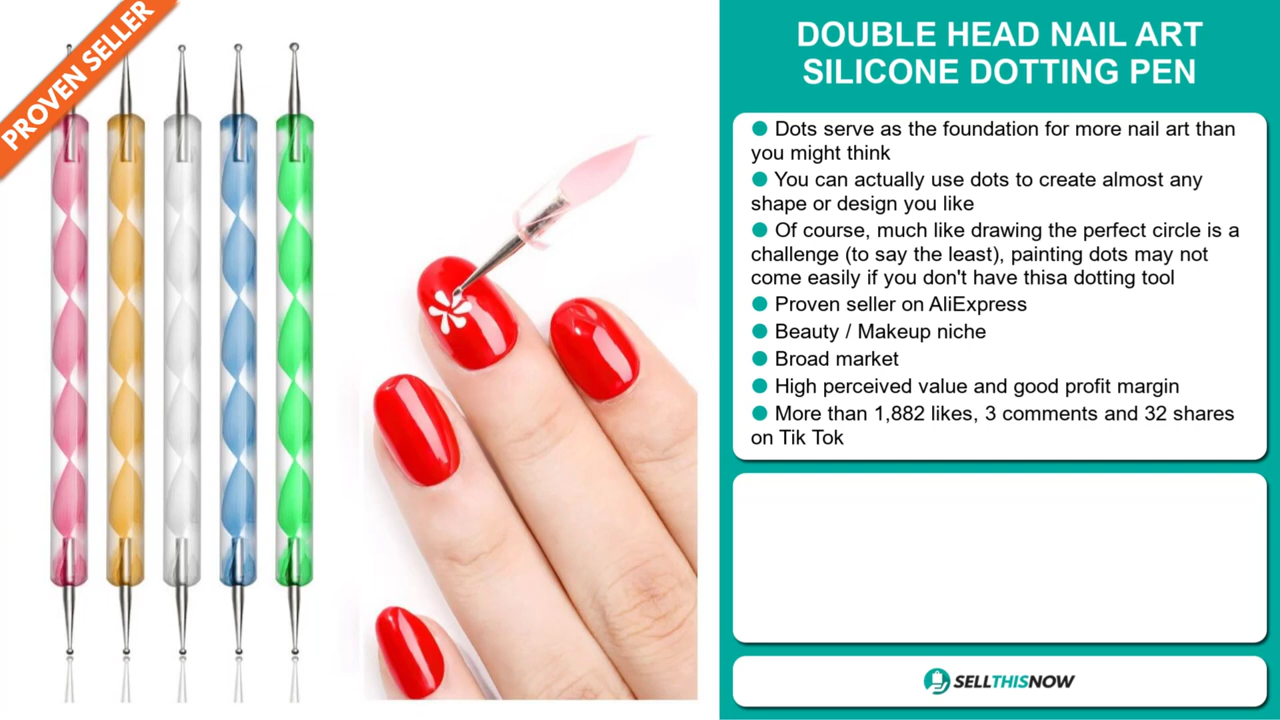 PROVEN SELLER
DOUBLE HEAD NAIL ART
SILICONE DOTTING PEN
● Dots serve as the foundation for more nail art than
you might think
● You can actually use dots to create almost any
shape or design you like
● Of course, much like drawing the perfect circle is a
challenge (to say the least), painting dots may not
come easily if you don't have thisa dotting tool
● Proven seller on AliExpress
● Beauty / Makeup niche
● Broad market
● High perceived value and good profit margin
● More than 1,882 likes, 3 comments and 32 shares
on Tik Tok
SELLTHISNOW